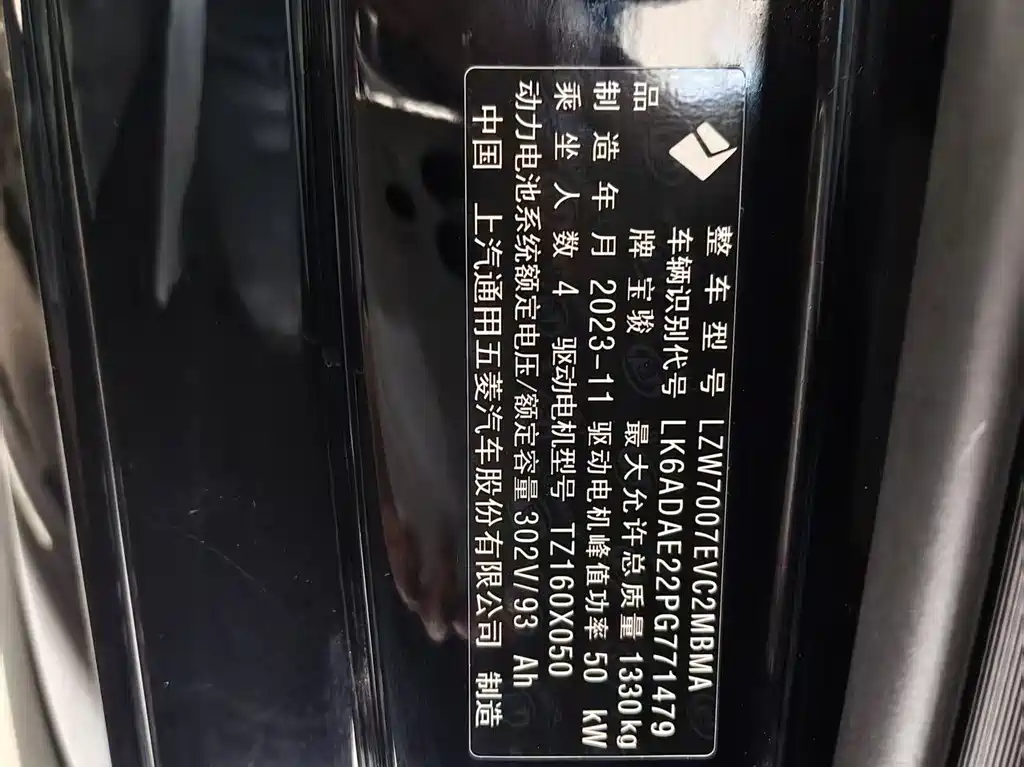 整车型号 LZW7007EVC2MBMA
车辆识别代号 LK6ADAE22PG771479
品牌 宝骏 最大允许总质量 1330kg
制造年月 2023-11 驱动电机峰值功率 50 kW
乘坐人数 4 驱动电机型号 TZ160X050
动力电池系统额定电压/额定容量 302V/93 Ah
中国 上汽通用五菱汽车股份有限公司 制造